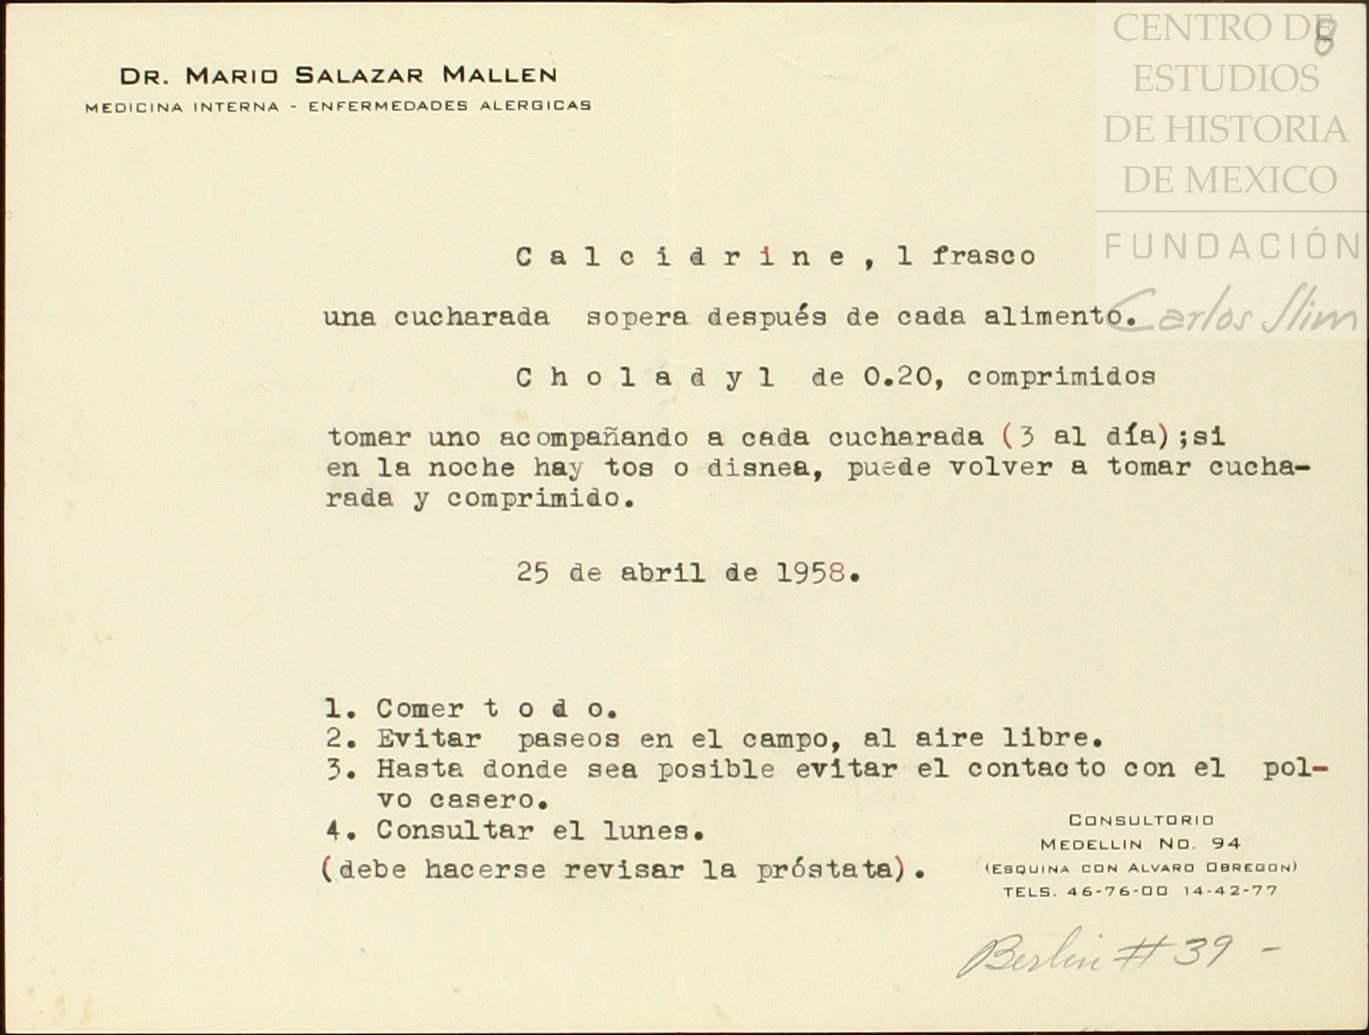 CENTRO DE
ESTUDIOS
DE HISTORIA
DE MEXICO
FUNDACIÓN
Carlos Slim
8
DR. MARIO SALAZAR MALLEN
MEDICINA INTERNA - ENFERMEDADES ALERGICAS
C a l c i d r i n e , 1 frasco
una cucharada sopera después de cada alimento.
C h o l a d y l de 0.20, comprimidos
tomar uno acompañando a cada cucharada (3 al día);si
en la noche hay tos o disnea, puede volver a tomar cucha-
rada y comprimido.
25 de abril de 1958.
1. Comer t o d o.
2. Evitar paseos en el campo, al aire libre.
3. Hasta donde sea posible evitar el contacto con el pol-
vo casero.
4. Consultar el lunes.
(debe hacerse revisar la próstata).
CONSULTORIO
MEDELLIN NO. 94
(ESQUINA CON ALVARO OBREGON)
TELS. 46-76-00 14-42-77
Berlin # 39 -